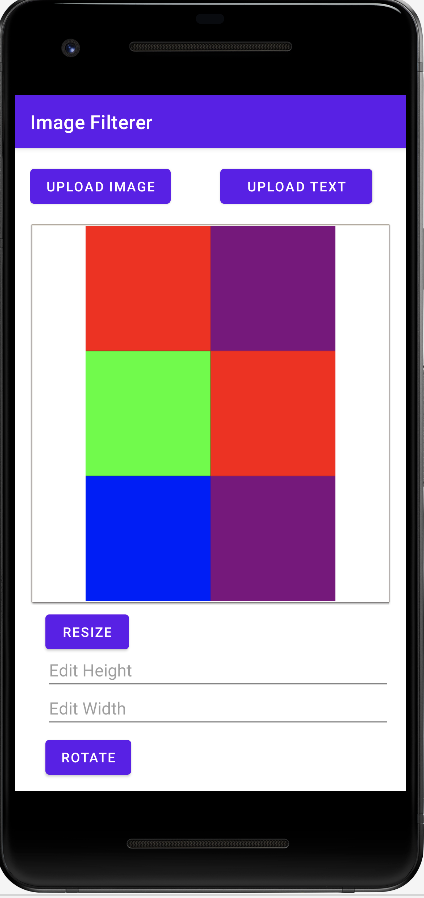 Image Filterer
UPLOAD IMAGE UPLOAD TEXT
RESIZE
Edit Height
Edit Width
ROTATE